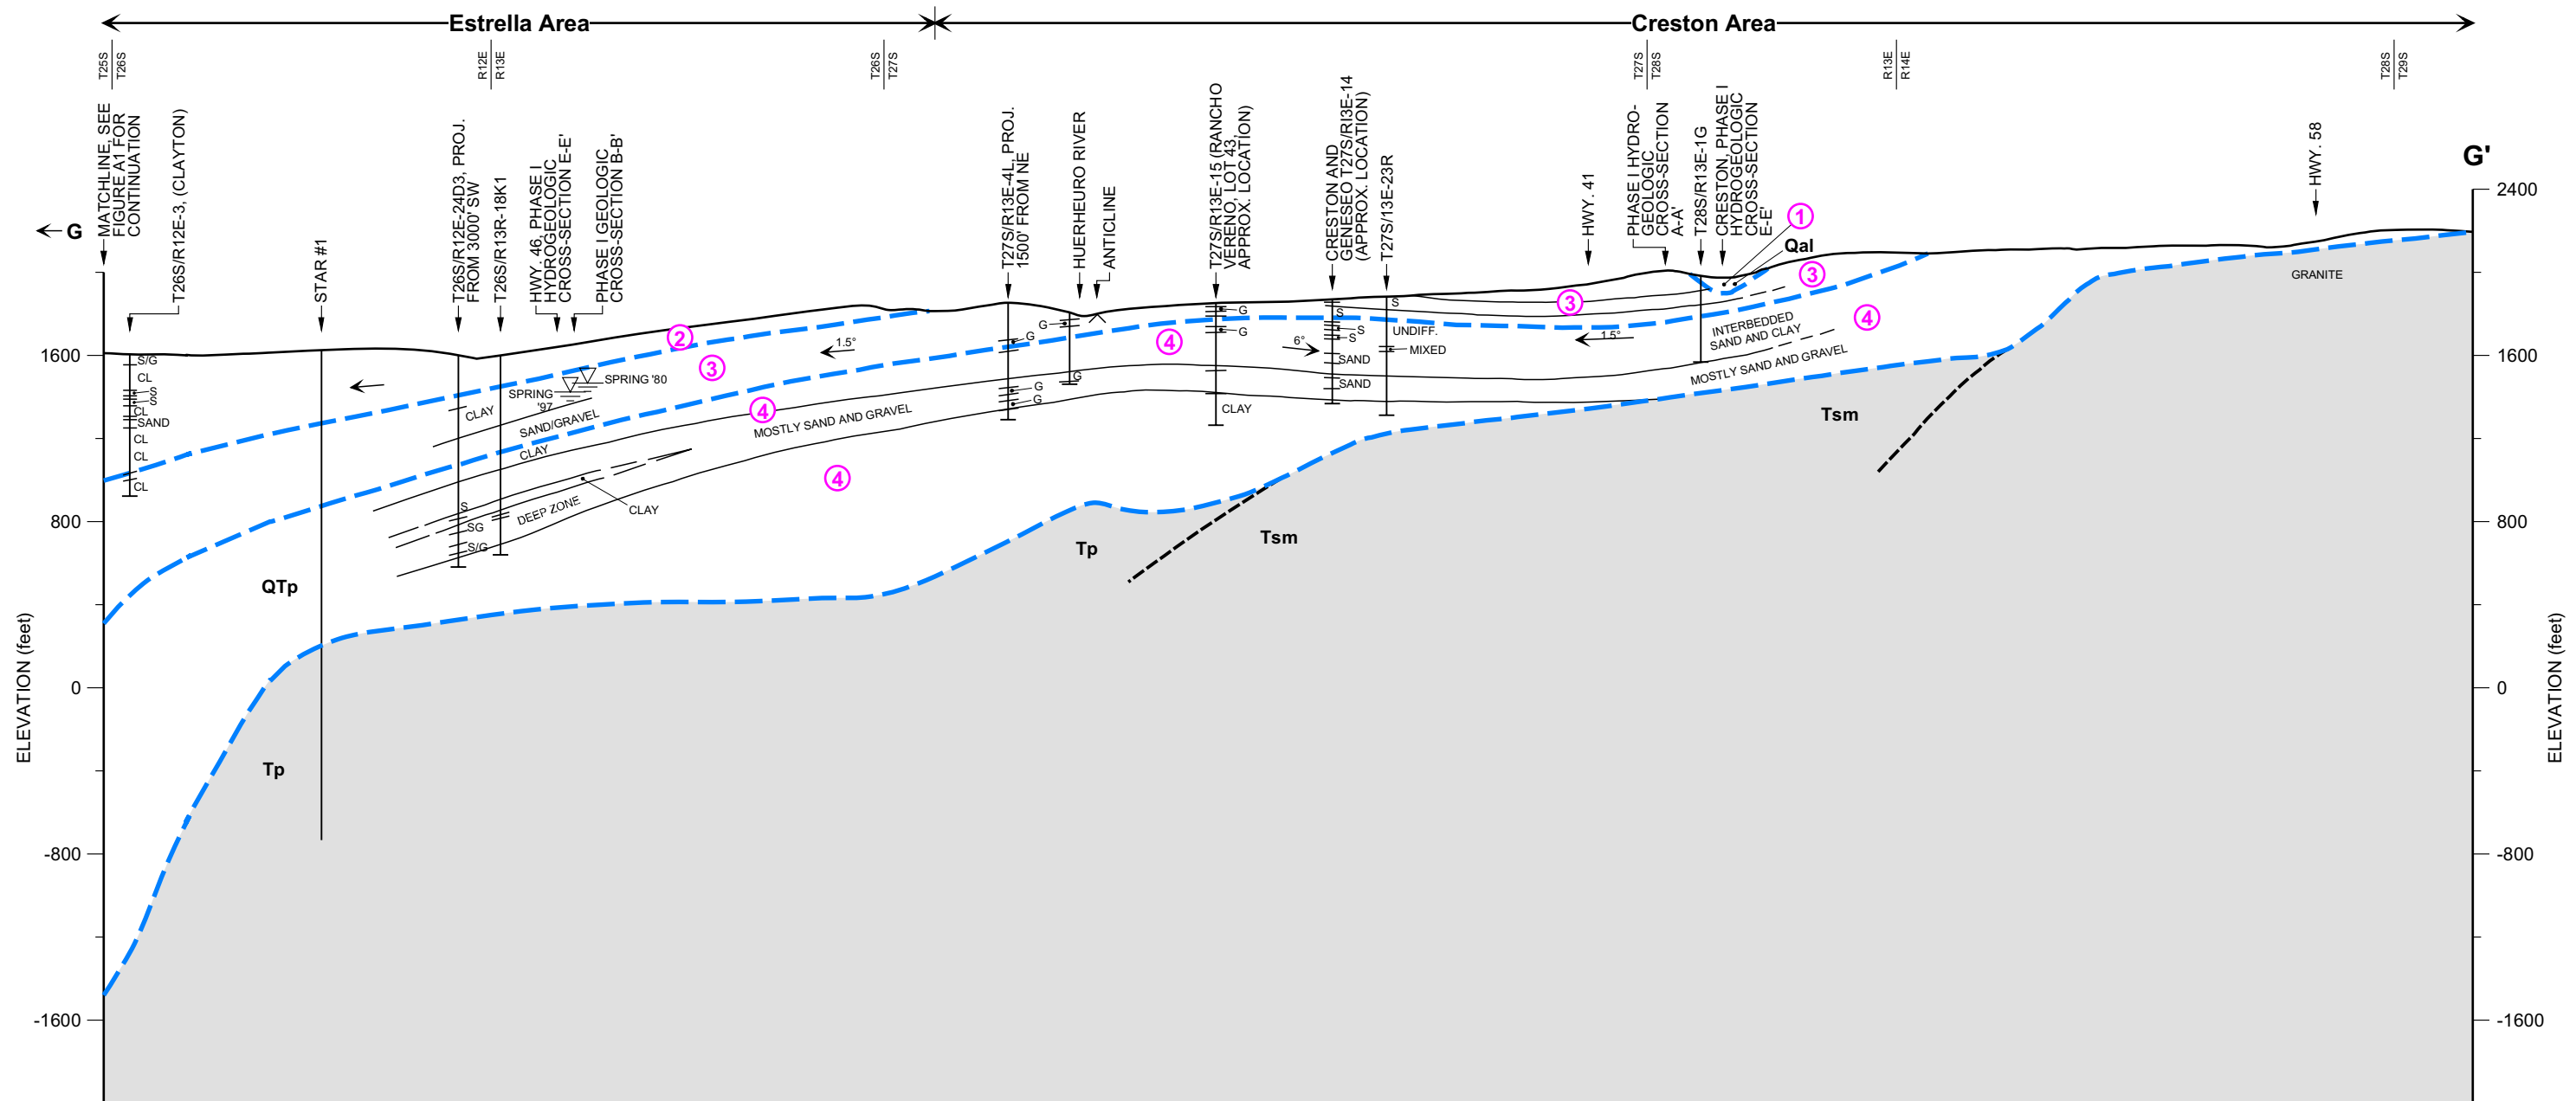 Estrella Area
Creston Area
T25S
T26S
R12E
R13E
T26S
T27S
T27S
T28S
R13E
R14E
T28S
T29S
MATCHLINE, SEE
FIGURE A1 FOR
CONTINUATION
T26S/R12E-3, (CLAYTON)
STAR #1
T26S/R12E-24D3, PROJ.
FROM 3000' SW
T26S/R13R-18K1
HWY. 46, PHASE I
HYDROGEOLOGIC
CROSS-SECTION E-E'
PHASE I GEOLOGIC
CROSS-SECTION B-B'
T27S/R13E-4L, PROJ.
1500' FROM NE
HUERHEURO RIVER
ANTICLINE
T27S/R13E-15 (RANCHO
VERENO, LOT 43,
APPROX. LOCATION)
CRESTON AND
GENESEO T27S/RI3E-14
(APPROX. LOCATION)
T27S/13E-23R
HWY. 41
PHASE I HYDRO-
GEOLOGIC
CROSS-SECTION
A-A'
T28S/R13E-1G
CRESTON, PHASE I
HYDROGEOLOGIC
CROSS-SECTION
E-E'
HWY. 58
G
G'
1
Qal
3
3
4
2
3
4
4
4
1600
800
0
-800
-1600
ELEVATION (feet)
2400
1600
800
0
-800
-1600
ELEVATION (feet)
S/G
CL
S
S
CL
SAND
CL
CL
CL
CLAY
SAND/GRAVEL
SPRING '80
SPRING
'97
CLAY
MOSTLY SAND AND GRAVEL
S
SG
S/G
DEEP ZONE
CLAY
1.5°
G
G
G
G
G
G
G
CLAY
6°
S
S
S
SAND
SAND
S
UNDIFF.
MIXED
1.5°
INTERBEDDED
SAND AND CLAY
MOSTLY SAND AND GRAVEL
GRANITE
QTp
Tp
Tp
Tsm
Tsm